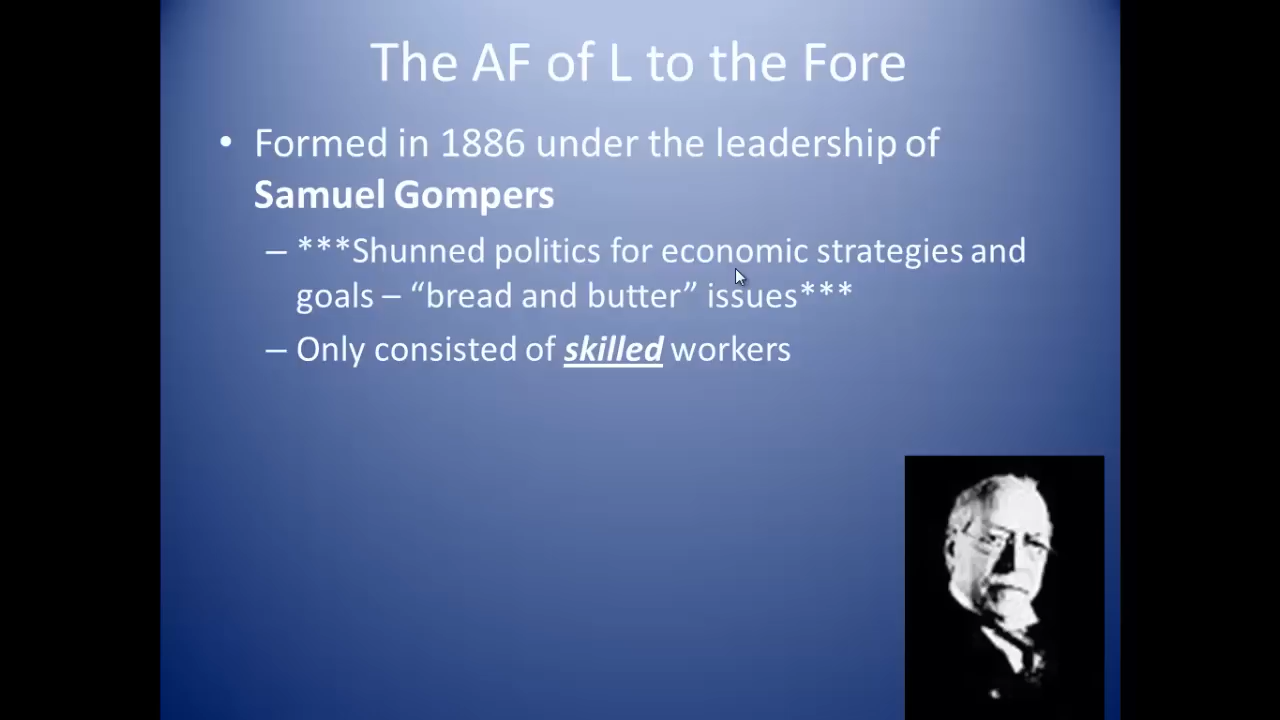 The AF of L to the Fore
• Formed in 1886 under the leadership of
Samuel Gompers
– ***Shunned politics for economic strategies and
goals – “bread and butter” issues***
– Only consisted of skilled workers